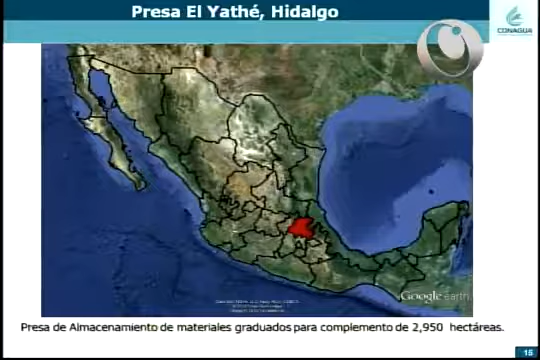 Presa El Yathé, Hidalgo
CONAGUA
Google earth
Presa de Almacenamiento de materiales graduados para complemento de 2,950 hectáreas.
15